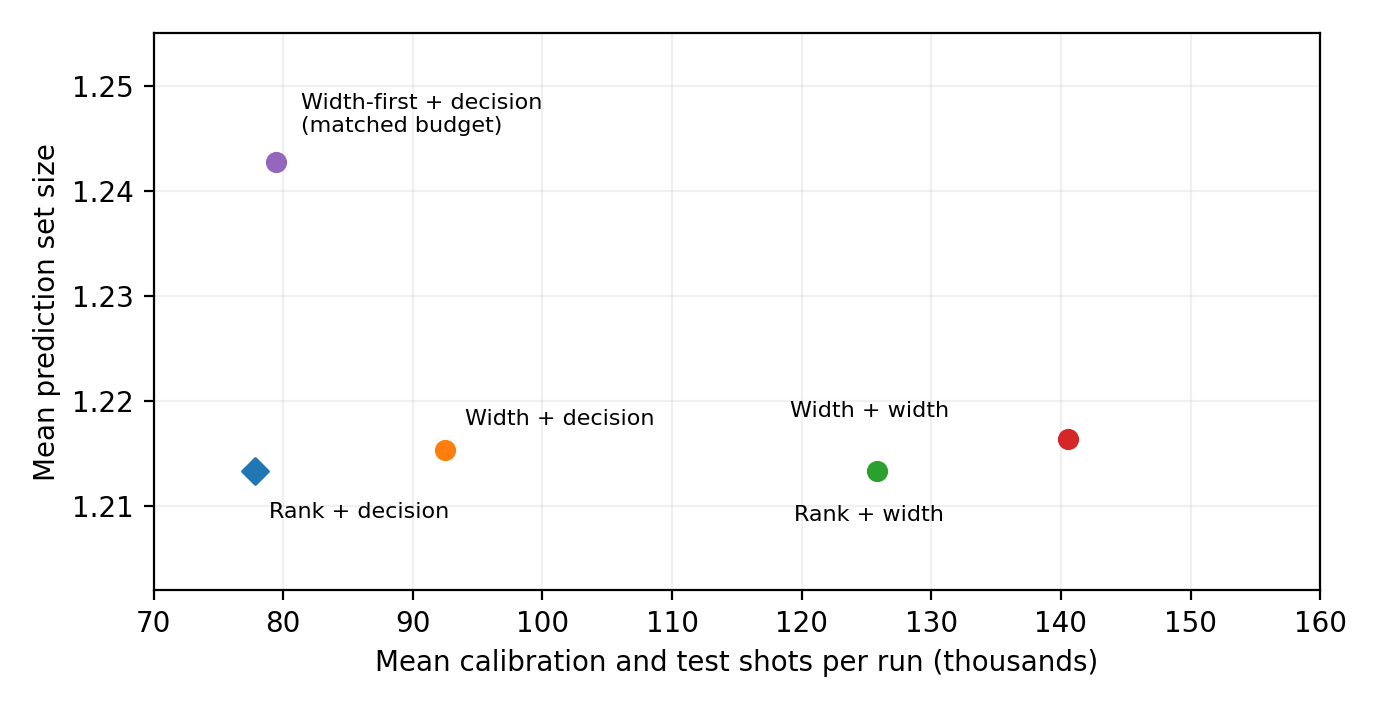 1.25
1.24
1.23
1.22
1.21
Mean prediction set size
Width-first + decision
(matched budget)
Width + decision
Width + width
Rank + decision
Rank + width
70 80 90 100 110 120 130 140 150 160
Mean calibration and test shots per run (thousands)